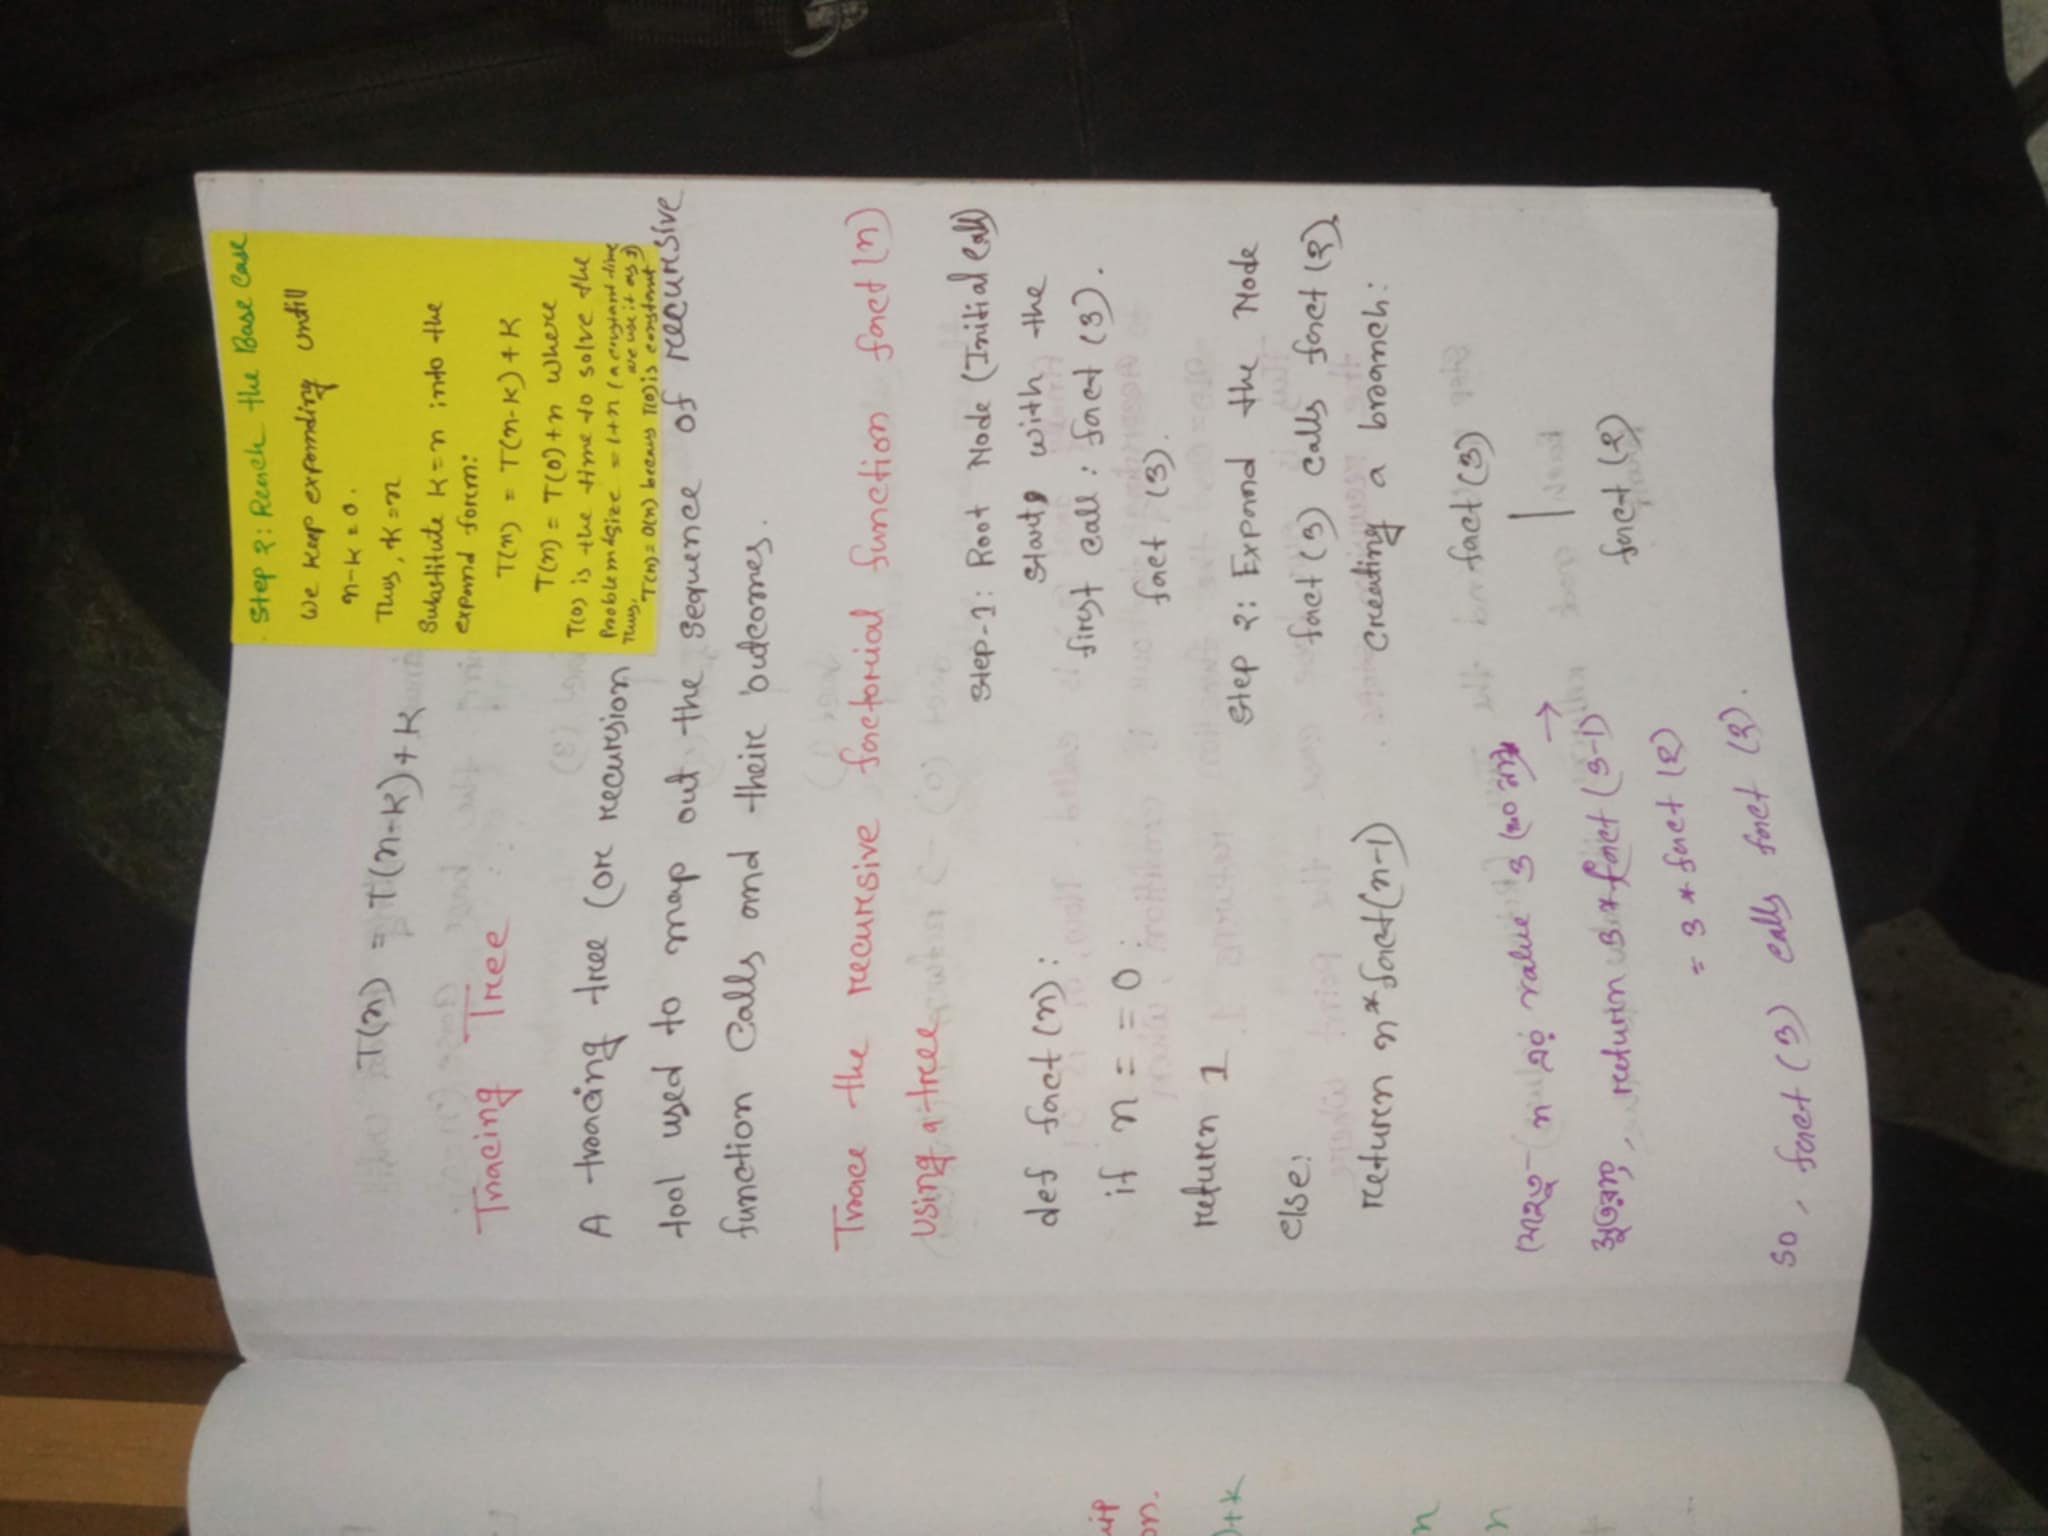 T(n) = T(n-k)+k
Step 2: Reach the Base Case
We keep expanding untill
n-k=0.
Thus, k=n
Substitute k=n into the
expand form:
T(n) = T(n-k)+k
T(n) = T(0)+n where
T(0) is the time to solve the
Problem size = 1+n (a constant time
we use it as 1)
Thus,
T(n)=O(n) becaus T(0) is constant
Tracing Tree
A tracing tree (or recursion
tool used to map out the sequence of recursive
function calls and their outcomes.
Trace the recursive factorial function fact(n)
using a tree
def fact(n):
if n==0:
return 1
else:
return n*fact(n-1)
যেহেতু n এর value 3 (=0 নয়)
সুতরাং, return 3*fact(3-1)
= 3*fact(2)
So, fact(3) calls fact(2).
Step-1: Root Node (Initial Call)
Starts with the
first call: fact(3).
fact(3).
Step 2: Expand the Node
fact(3) calls fact(2),
Creating a branch:
→
fact(3)
|
fact(2)
)+k
n
n
on.